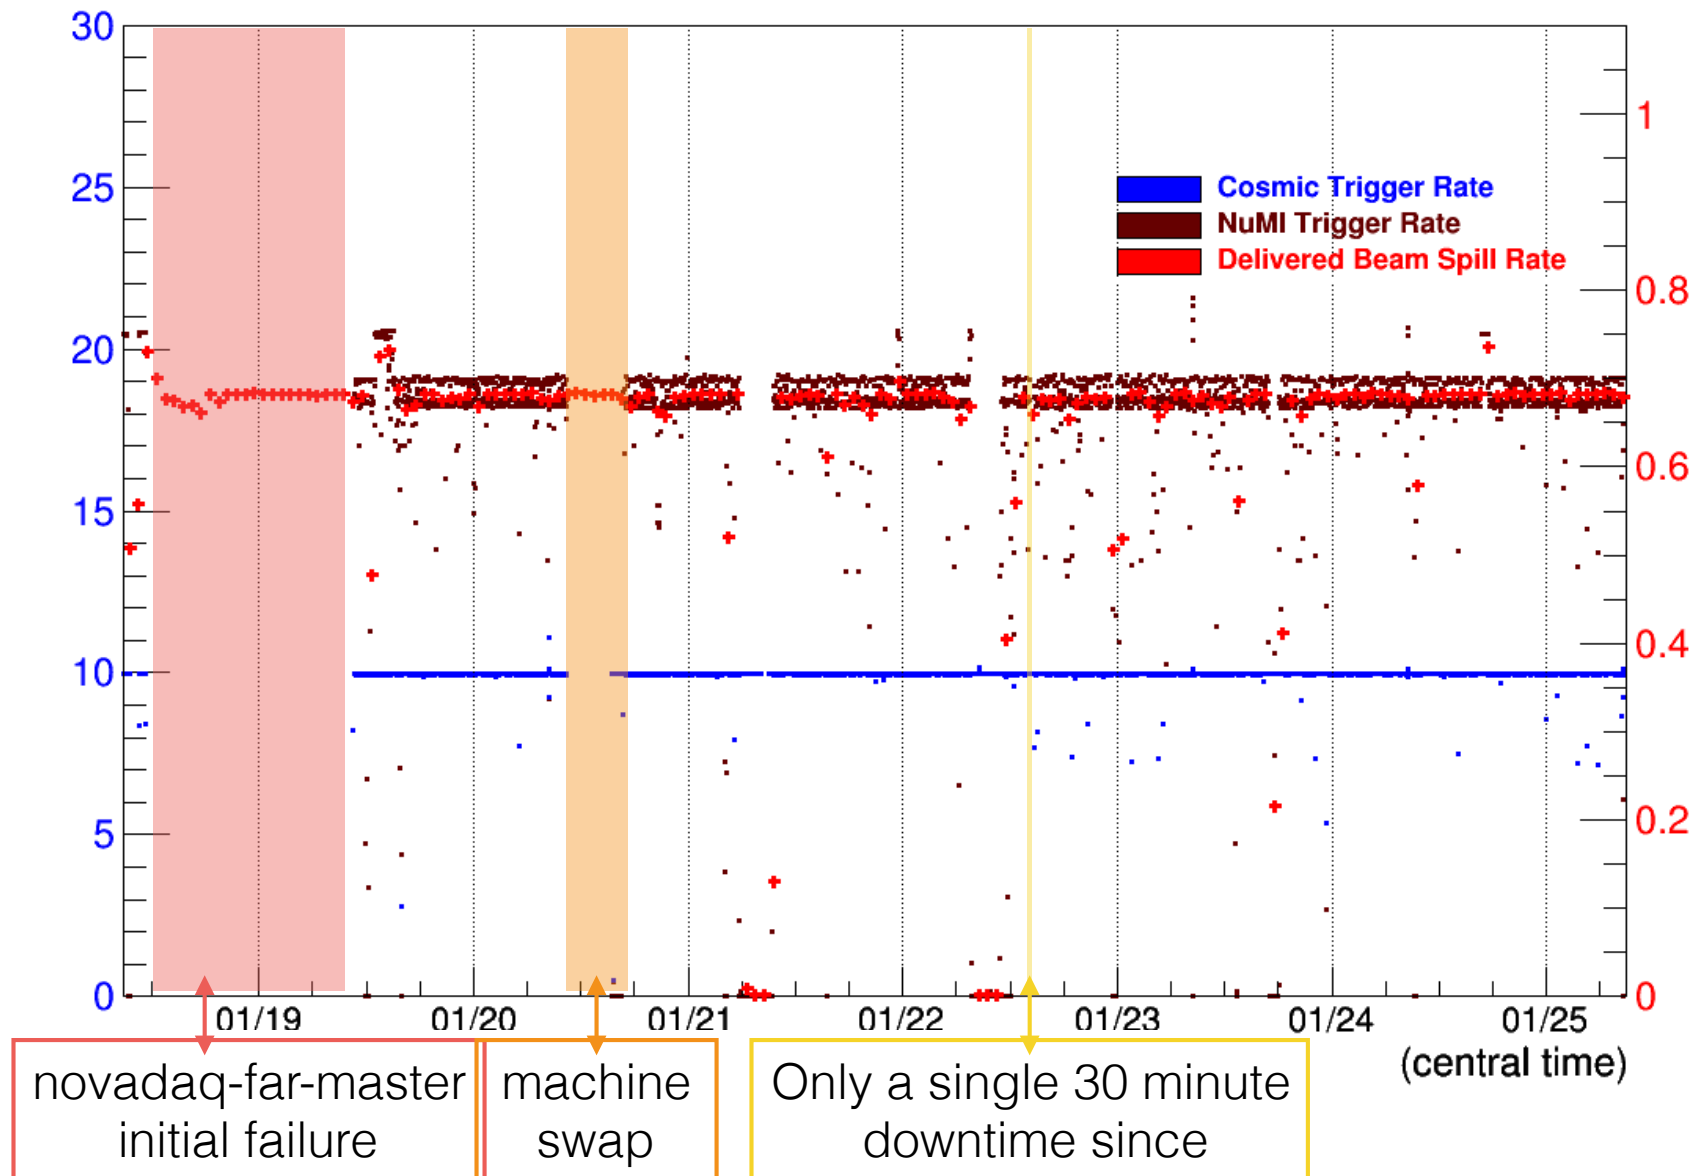 30
25
20
15
10
5
0
1
0.8
0.6
0.4
0.2
0
Cosmic Trigger Rate
NuMI Trigger Rate
Delivered Beam Spill Rate
01/19 01/20 01/21 01/22 01/23 01/24 01/25
(central time)
novadaq-far-master
initial failure
machine
swap
Only a single 30 minute
downtime since